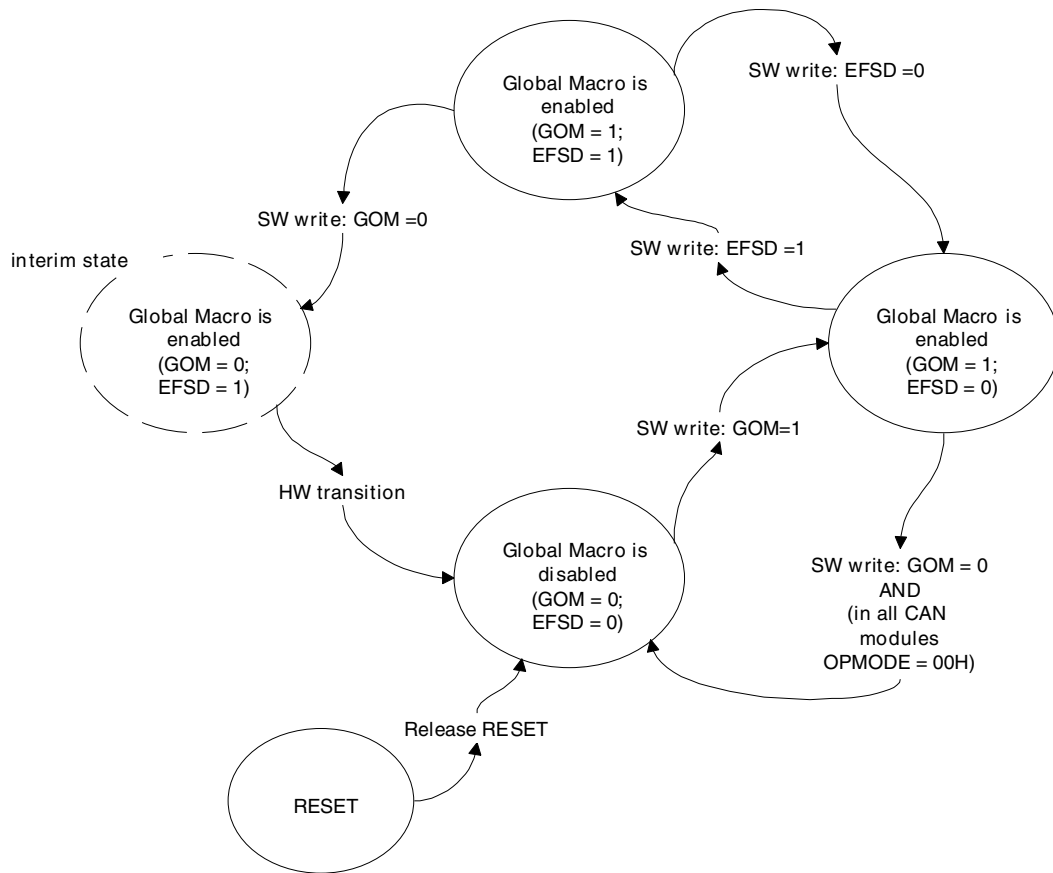 Global Macro is
enabled
(GOM = 1;
EFSD = 1)
SW write: EFSD =0
SW write: GOM =0
SW write: EFSD =1
interim state
Global Macro is
enabled
(GOM = 0;
EFSD = 1)
Global Macro is
enabled
(GOM = 1;
EFSD = 0)
SW write: GOM=1
HW transition
Global Macro is
disabled
(GOM = 0;
EFSD = 0)
SW write: GOM = 0
AND
(in all CAN
modules
OPMODE = 00H)
Release RESET
RESET